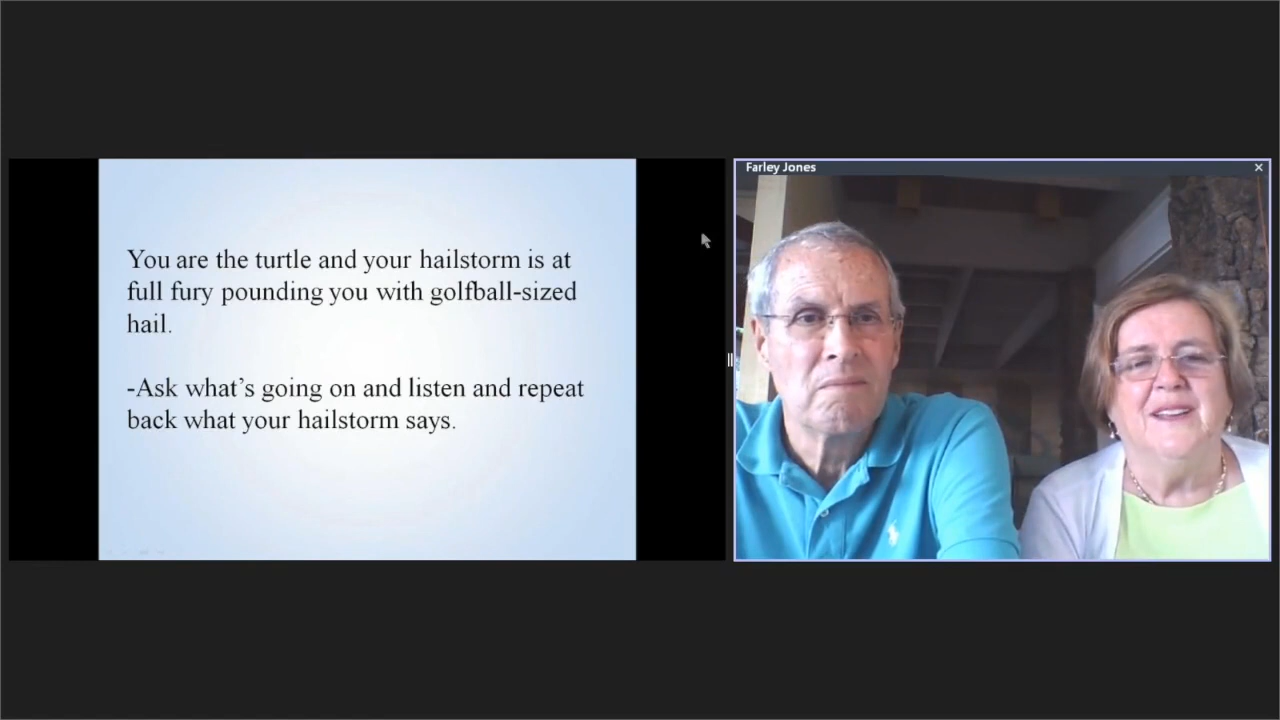 You are the turtle and your hailstorm is at
full fury pounding you with golfball-sized
hail.
-Ask what's going on and listen and repeat
back what your hailstorm says.
Farley Jones